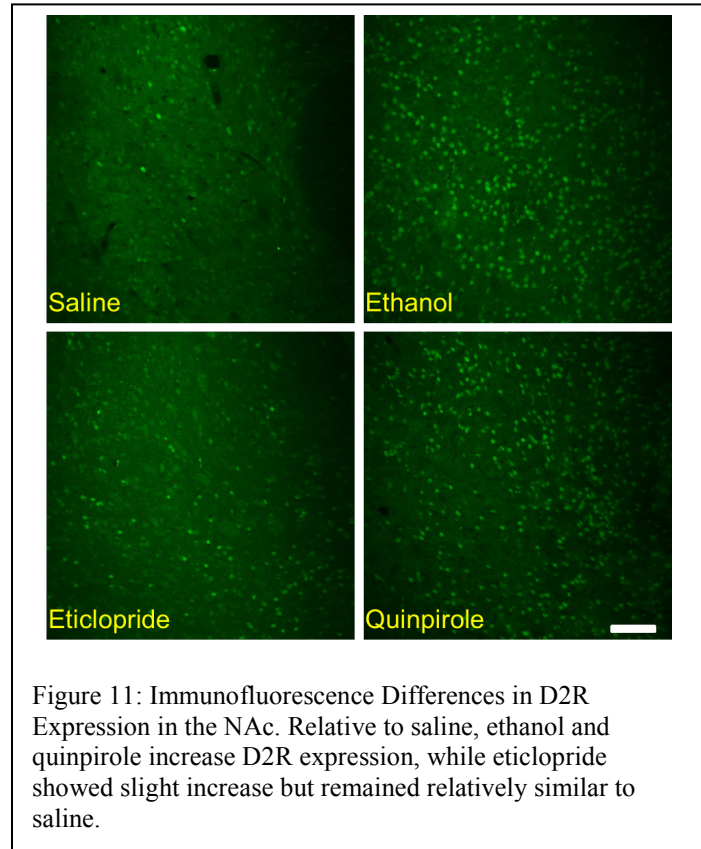 Saline
Ethanol
Eticlopride
Quinpirole
Figure 11: Immunofluorescence Differences in D2R
Expression in the NAc. Relative to saline, ethanol and
quinpirole increase D2R expression, while eticlopride
showed slight increase but remained relatively similar to
saline.